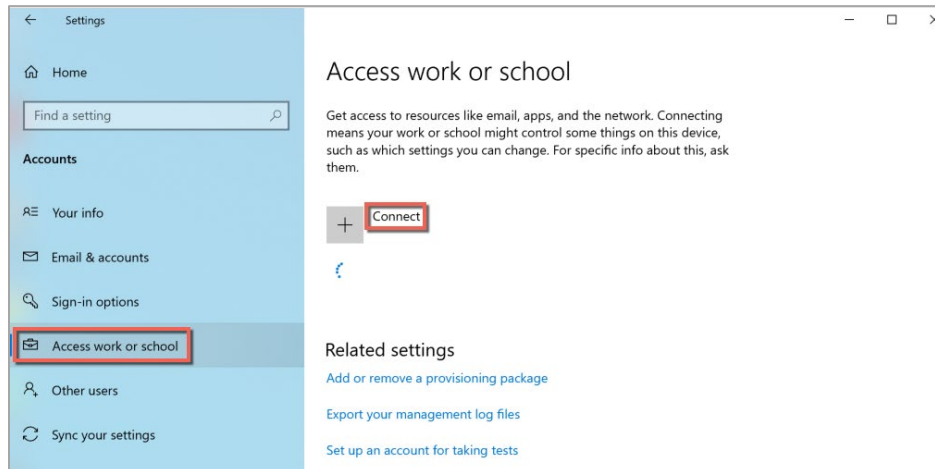 Settings
Home
Find a setting
Accounts
Your info
Email & accounts
Sign-in options
Access work or school
Other users
Sync your settings
Access work or school
Get access to resources like email, apps, and the network. Connecting
means your work or school might control some things on this device,
such as which settings you can change. For specific info about this, ask
them.
Connect
Related settings
Add or remove a provisioning package
Export your management log files
Set up an account for taking tests